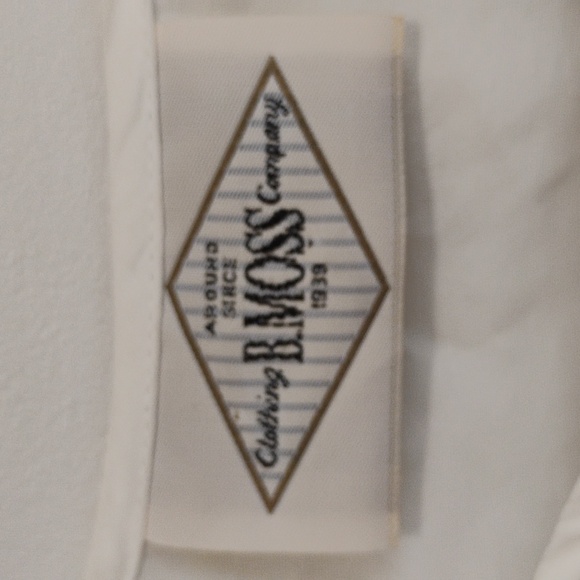 AROUND
SINCE
Clothing B.MOSS Company
1939